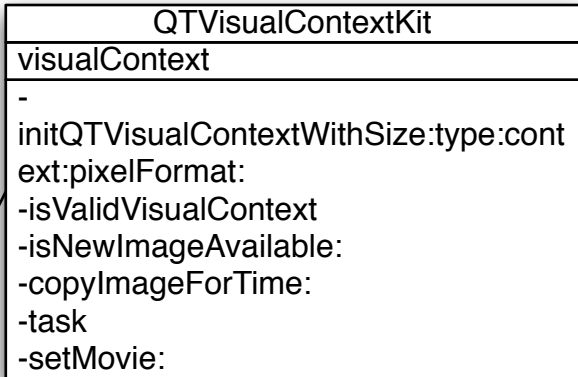 QTVisualContextKit
visualContext
-
initQTVisualContextWithSize:type:cont
ext:pixelFormat:
-isValidVisualContext
-isNewImageAvailable:
-copyImageForTime:
-task
-setMovie: